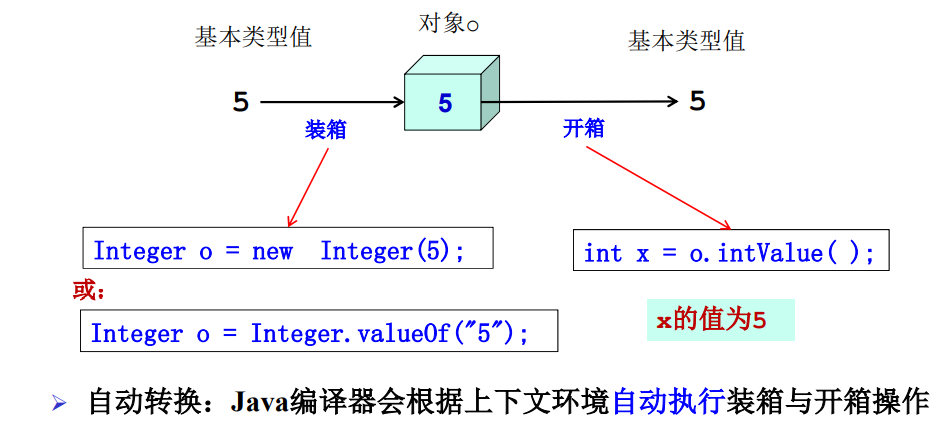 对象o
基本类型值
基本类型值
5
5
5
装箱
开箱
Integer o = new  Integer(5);
int x = o.intValue( );
或：
Integer o = Integer.valueOf("5");
x的值为5
自动转换：Java编译器会根据上下文环境自动执行装箱与开箱操作